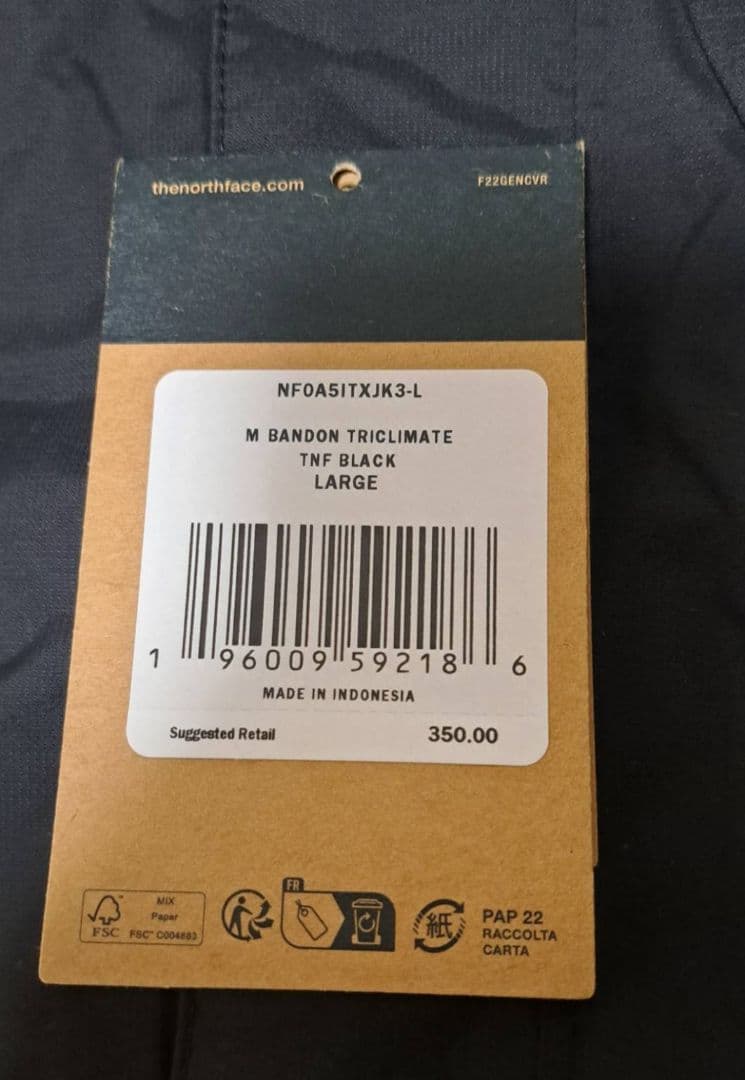 thenorthface.com
F22GENCVR
NF0A5ITXJK3-L
M BANDON TRICLIMATE
TNF BLACK
LARGE
1 96009 59218 6
MADE IN INDONESIA
Suggested Retail 350.00
FSC
MIX
Paper
FSC™ C004883
FR
紙
PAP 22
RACCOLTA
CARTA